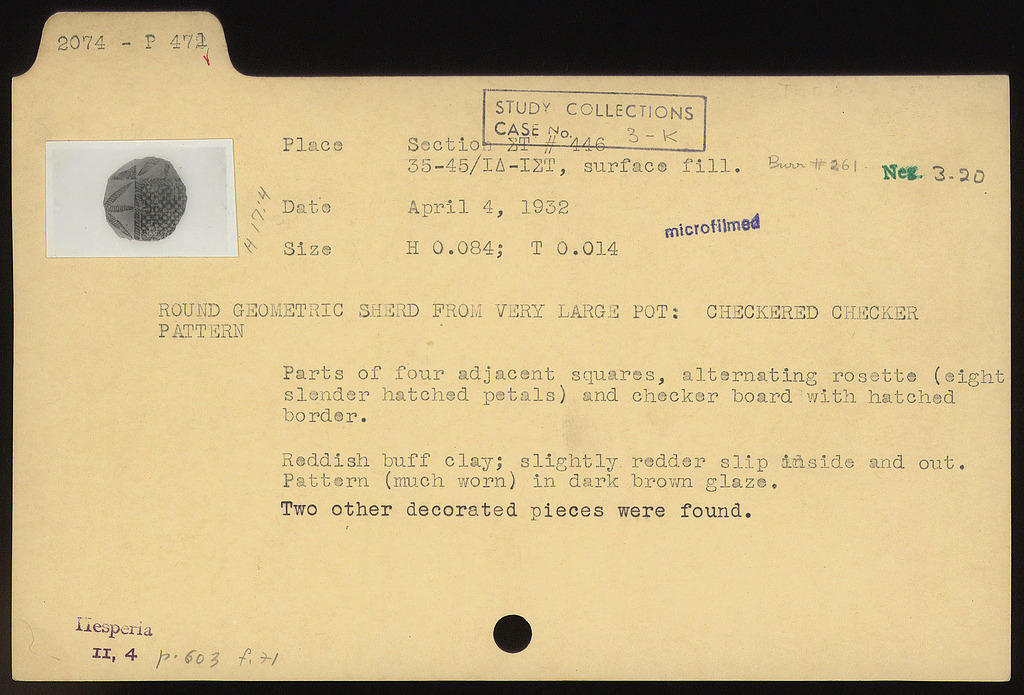 2074 - P 471
STUDY COLLECTIONS
CASE No. 3-K
Place Section ΣΤ # 446
35-45/ΙΔ-ΙΣΤ, surface fill. Burr #261. Neg. 3-20
H 17:4
Date April 4, 1932
microfilmed
Size H 0.084; T 0.014
ROUND GEOMETRIC SHERD FROM VERY LARGE POT: CHECKERED CHECKER
PATTERN
Parts of four adjacent squares, alternating rosette (eight
slender hatched petals) and checker board with hatched
border.
Reddish buff clay; slightly redder slip inside and out.
Pattern (much worn) in dark brown glaze.
Two other decorated pieces were found.
Hesperia
II, 4 p. 603 f. 71